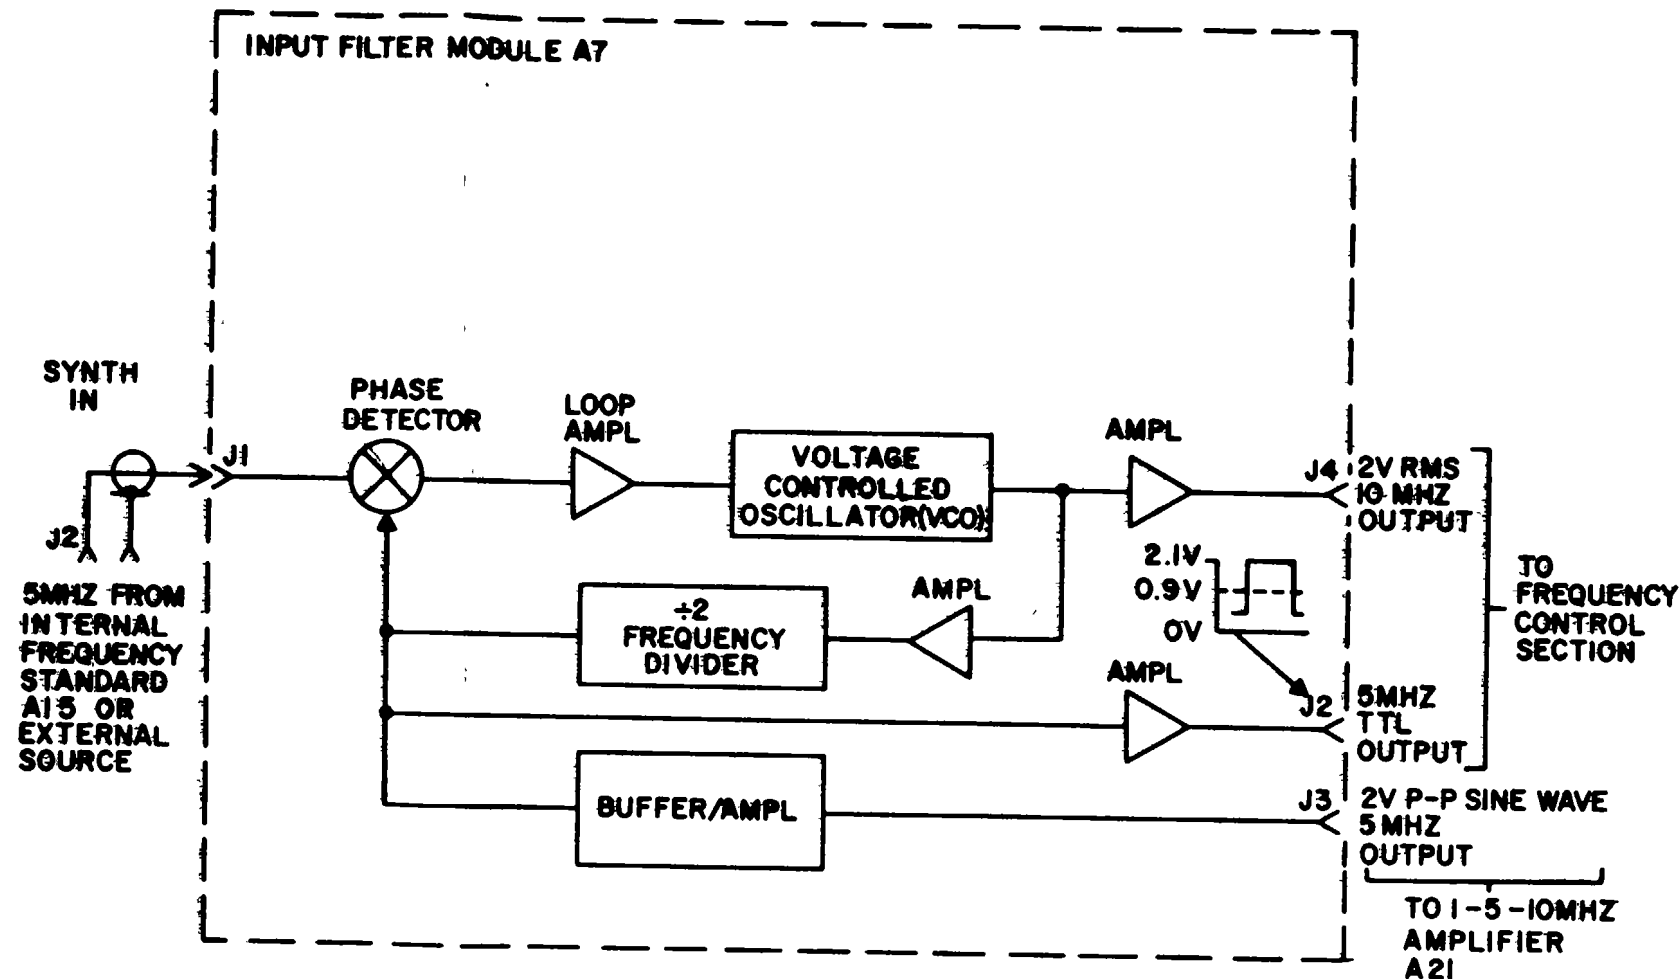 INPUT FILTER MODULE A7
SYNTH
IN
J1
J2
5MHZ FROM
INTERNAL
FREQUENCY
STANDARD
A15 OR
EXTERNAL
SOURCE
PHASE
DETECTOR
LOOP
AMPL
VOLTAGE
CONTROLLED
OSCILLATOR(VCO)
AMPL
J4
2V RMS
10 MHZ
OUTPUT
÷2
FREQUENCY
DIVIDER
AMPL
2.1V
0.9V
0V
AMPL
J2
5MHZ
TTL
OUTPUT
TO
FREQUENCY
CONTROL
SECTION
BUFFER/AMPL
J3
2V P-P SINE WAVE
5 MHZ
OUTPUT
TO 1-5-10MHZ
AMPLIFIER
A21